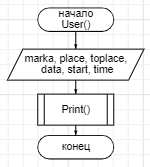 начало
User()
marka, place, toplace,
data, start, time
Print()
конец